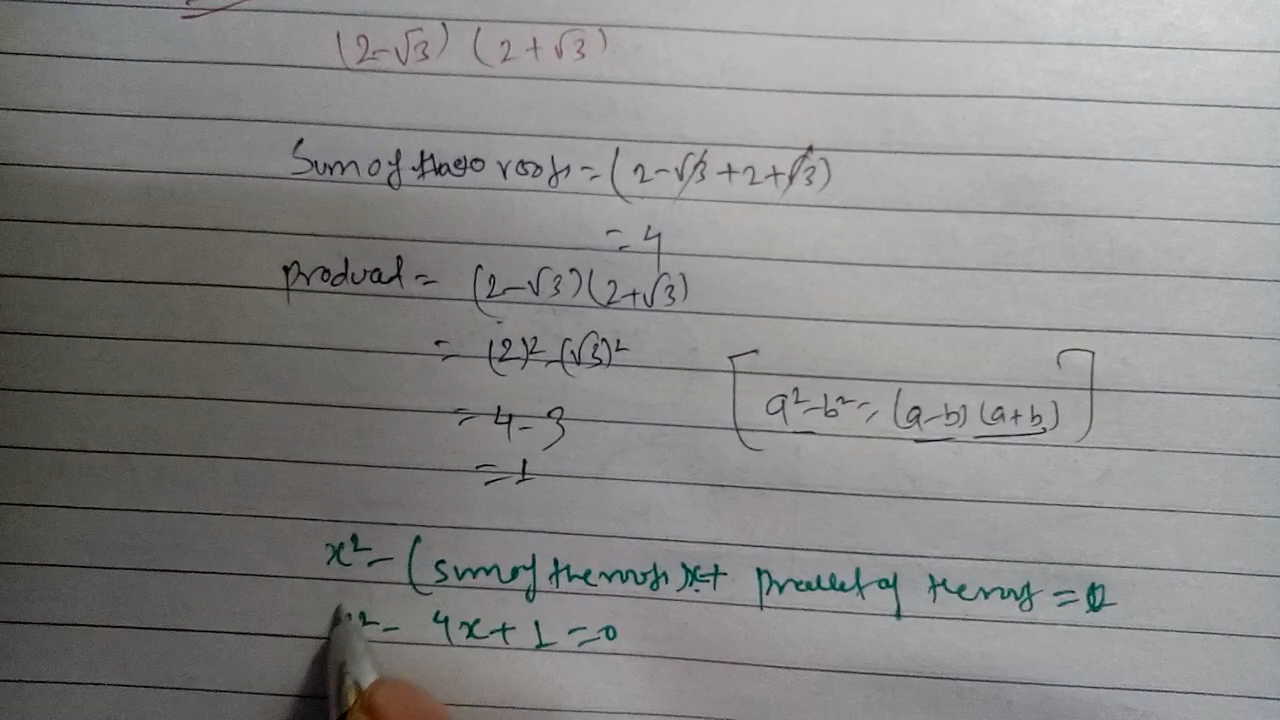 (2-√3) (2+√3)
Sum of roots = (2-√3+2+√3)
= 4
product = (2-√3)(2+√3)
= (2)²-(√3)²
= 4-3
= 1
[a²-b² = (a-b)(a+b)]
x² - (sum of the roots)x + Product of the roots = 0
x² - 4x + 1 = 0